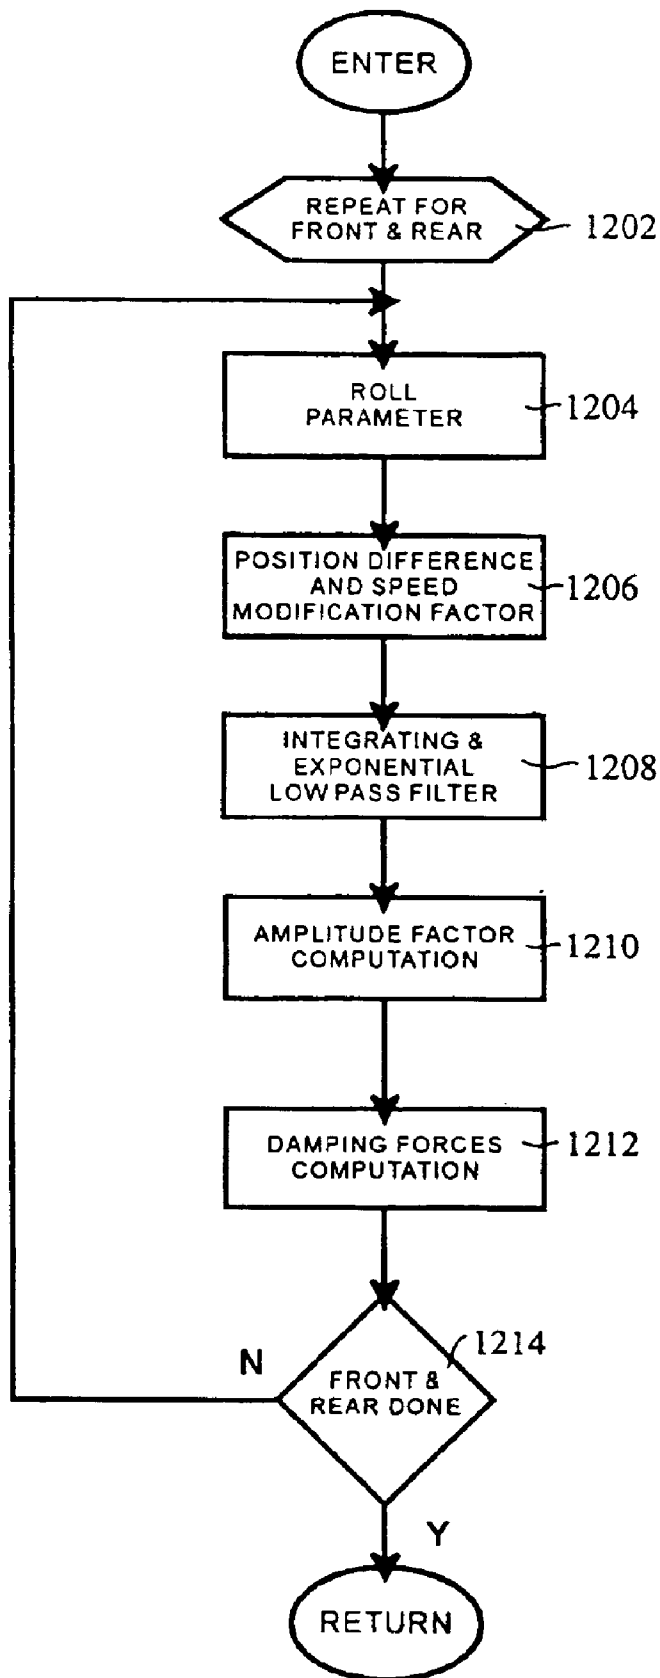 ENTER
REPEAT FOR
FRONT & REAR
1202
ROLL
PARAMETER
1204
POSITION DIFFERENCE
AND SPEED
MODIFICATION FACTOR
1206
INTEGRATING &
EXPONENTIAL
LOW PASS FILTER
1208
AMPLITUDE FACTOR
COMPUTATION
1210
DAMPING FORCES
COMPUTATION
1212
1214
N
FRONT &
REAR DONE
Y
RETURN